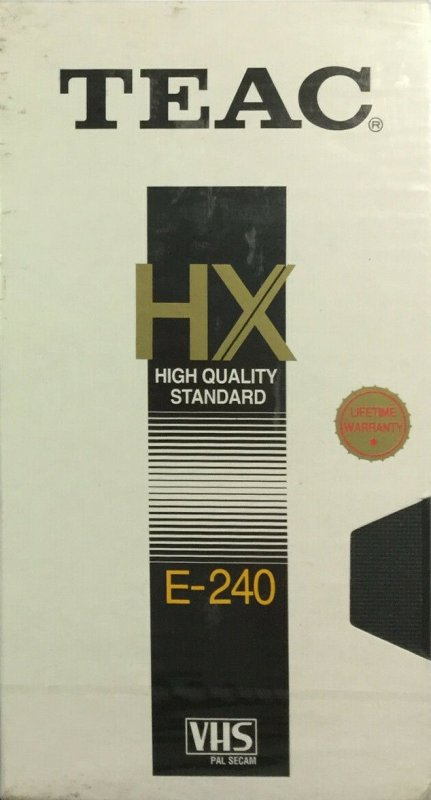 TEAC®
HX
HIGH QUALITY
STANDARD
LIFETIME
WARRANTY
E-240
VHS
PAL SECAM